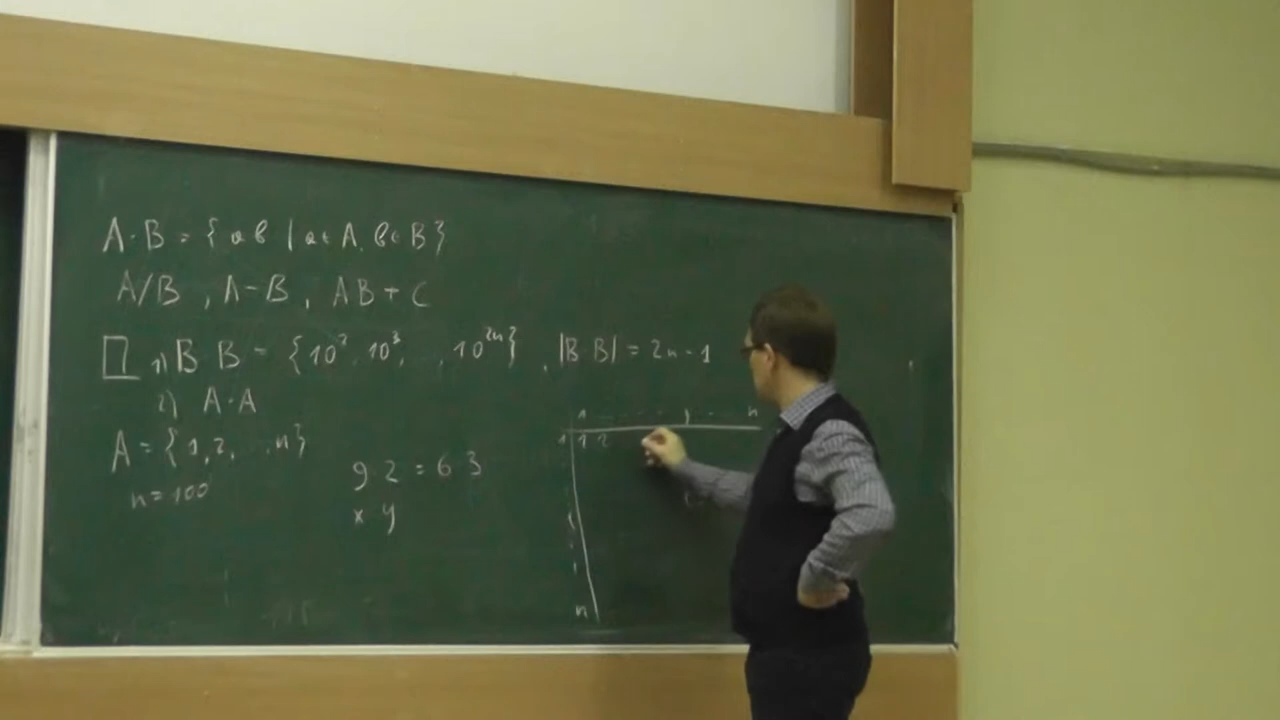 A·B = {ab | a∈A, b∈B}
A/B , A-B , AB+C
П 1) B·B = {10², 10³, , 10²ⁿ} , |B·B| = 2n-1
2) A·A
A = {1,2, ..n}
n=100
9·2 = 6·3
x·y
1 ..... j .. n
1 1 2
i
n